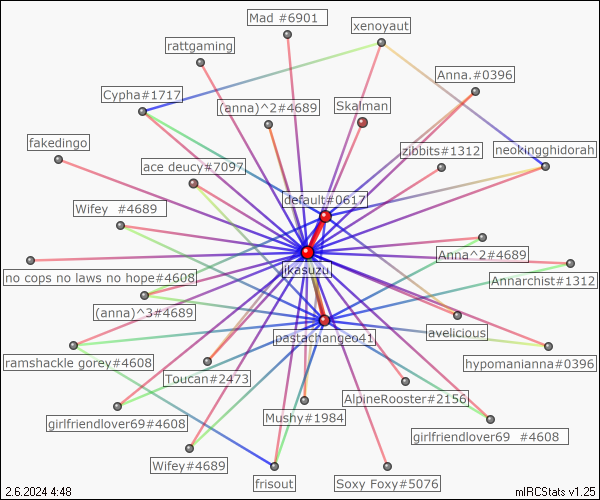 Mad #6901
xenoyaut
rattgaming
Anna.#0396
Cypha#1717
(anna)^2#4689
Skalman
fakedingo
zibbits#1312
neokingghidorah
ace deucy#7097
default#0617
Wifey #4689
Anna^2#4689
ikasuzu
no cops no laws no hope#4608
Annarchist#1312
(anna)^3#4689
avelicious
pastachangeo41
ramshackle gorey#4608
hypomanianna#0396
Toucan#2473
AlpineRooster#2156
Mushy#1984
girlfriendlover69#4608
girlfriendlover69 #4608
Wifey#4689
frisout
Soxy Foxy#5076
2.6.2024 4:48
mIRCStats v1.25